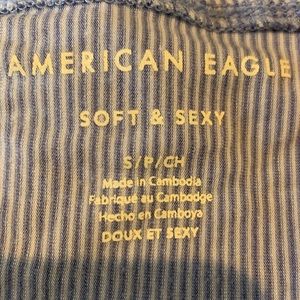 AMERICAN EAGLE
SOFT & SEXY
S/P/CH
Made in Cambodia
Fabriqué au Cambodge
Hecho en Camboya
DOUX ET SEXY